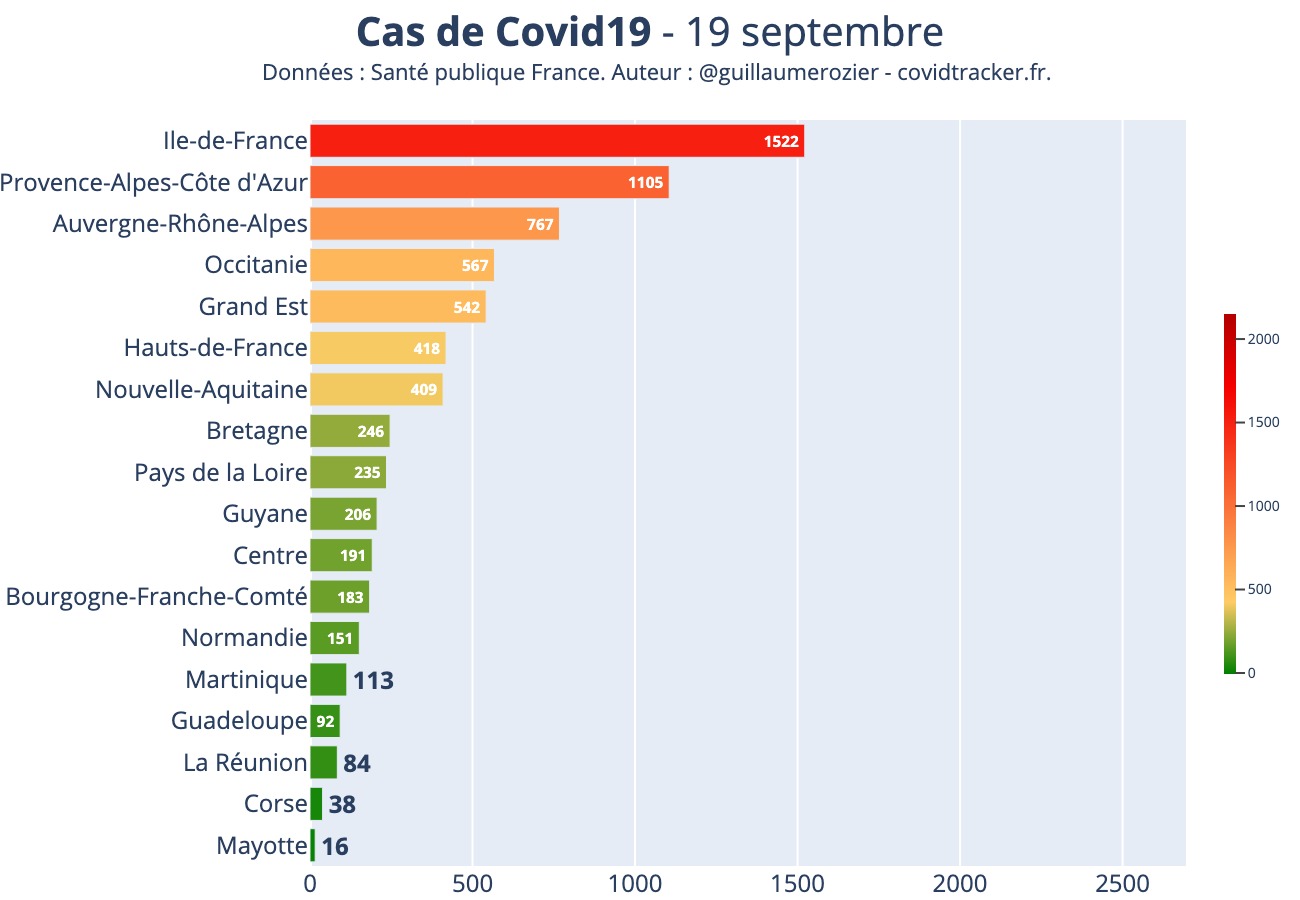 Cas de Covid19 - 19 septembre
Données : Santé publique France. Auteur : @guillaumerozier - covidtracker.fr.
Ile-de-France 1522
Provence-Alpes-Côte d'Azur 1105
Auvergne-Rhône-Alpes 767
Occitanie 567
Grand Est 542
Hauts-de-France 418
Nouvelle-Aquitaine 409
Bretagne 246
Pays de la Loire 235
Guyane 206
Centre 191
Bourgogne-Franche-Comté 183
Normandie 151
Martinique 113
Guadeloupe 92
La Réunion 84
Corse 38
Mayotte 16
0 500 1000 1500 2000 2500
2000
1500
1000
500
0